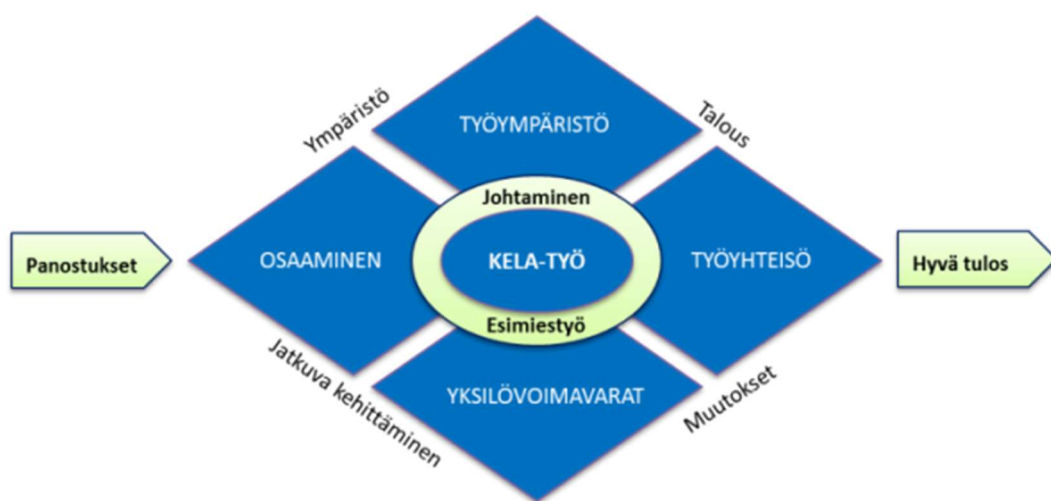 Ympäristö
TYÖYMPÄRISTÖ
Talous
Johtaminen
Panostukset
OSAAMINEN
KELA-TYÖ
TYÖYHTEISÖ
Hyvä tulos
Esimiestyö
Jatkuva kehittäminen
YKSILÖVOIMAVARAT
Muutokset